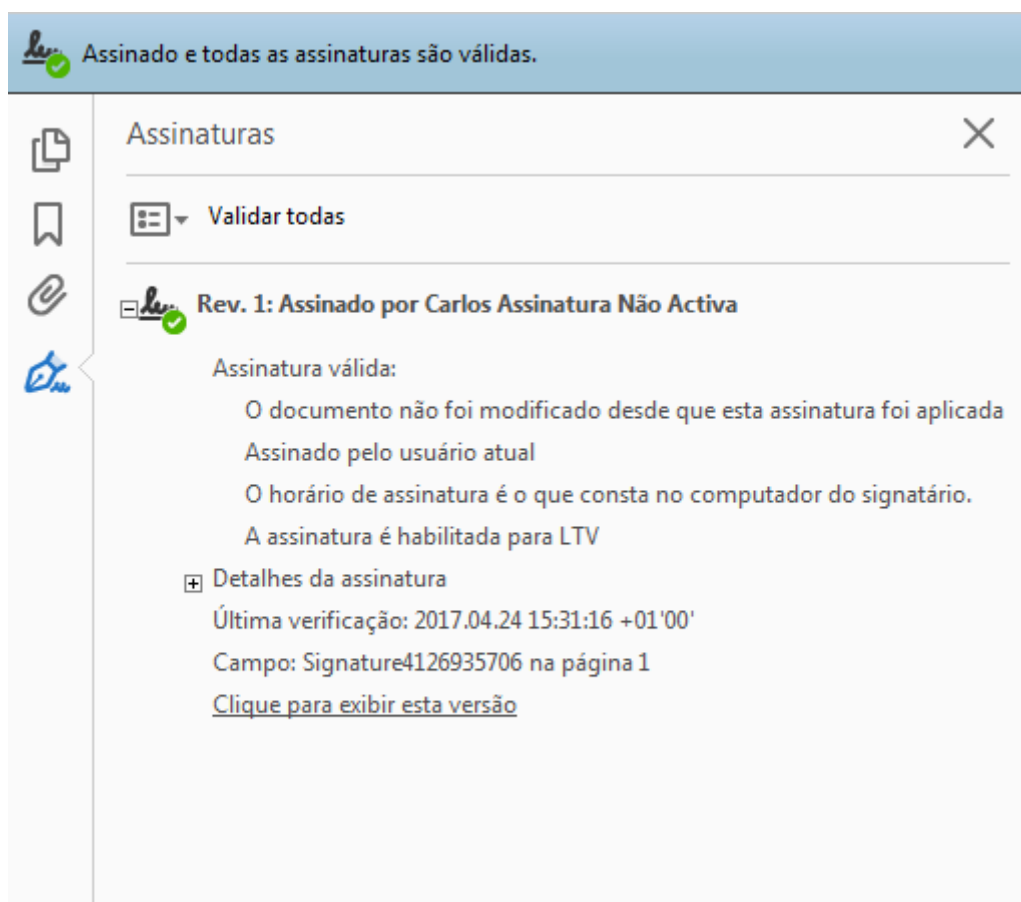 Assinado e todas as assinaturas são válidas.
Assinaturas
Validar todas
Rev. 1: Assinado por Carlos Assinatura Não Activa
Assinatura válida:
O documento não foi modificado desde que esta assinatura foi aplicada
Assinado pelo usuário atual
O horário de assinatura é o que consta no computador do signatário.
A assinatura é habilitada para LTV
Detalhes da assinatura
Última verificação: 2017.04.24 15:31:16 +01'00'
Campo: Signature4126935706 na página 1
Clique para exibir esta versão